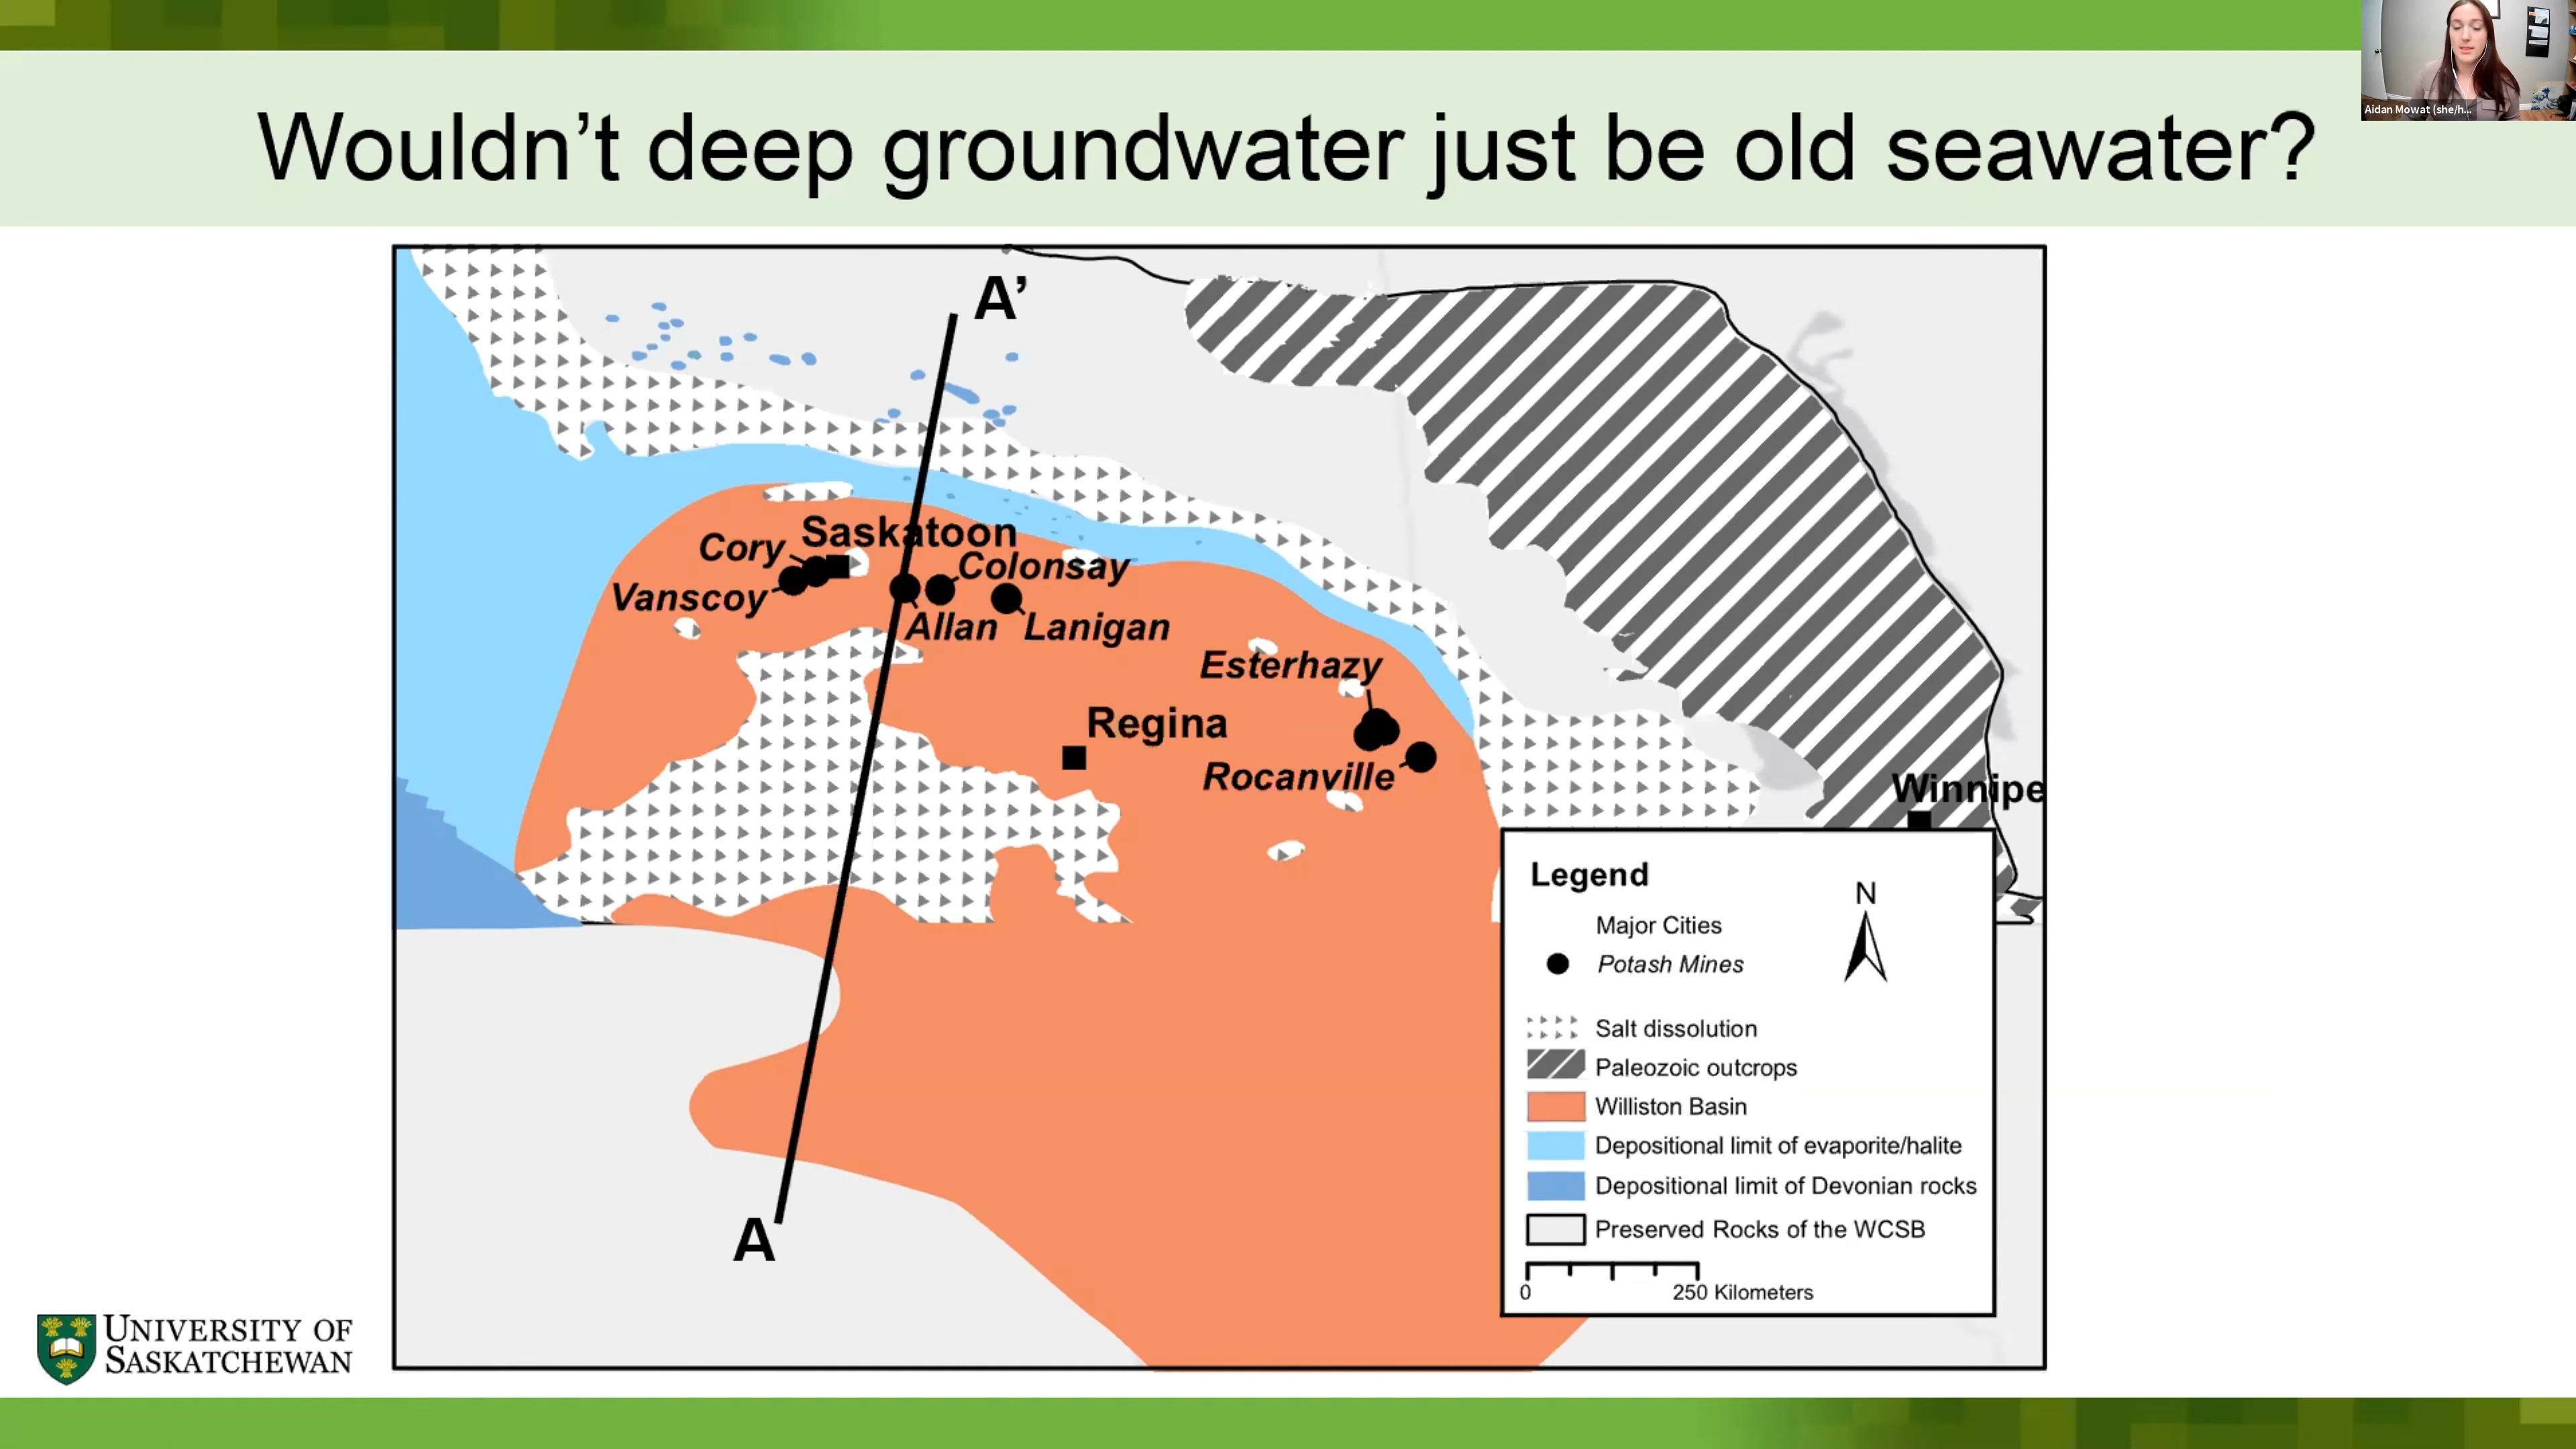 Aidan Mowat (she/h...
Wouldn’t deep groundwater just be old seawater?
A’
Saskatoon
Cory
Colonsay
Vanscoy
Allan
Lanigan
Esterhazy
Regina
Rocanville
Winnipe
A
Legend
N
Major Cities
Potash Mines
Salt dissolution
Paleozoic outcrops
Williston Basin
Depositional limit of evaporite/halite
Depositional limit of Devonian rocks
Preserved Rocks of the WCSB
0 250 Kilometers
UNIVERSITY OF
SASKATCHEWAN